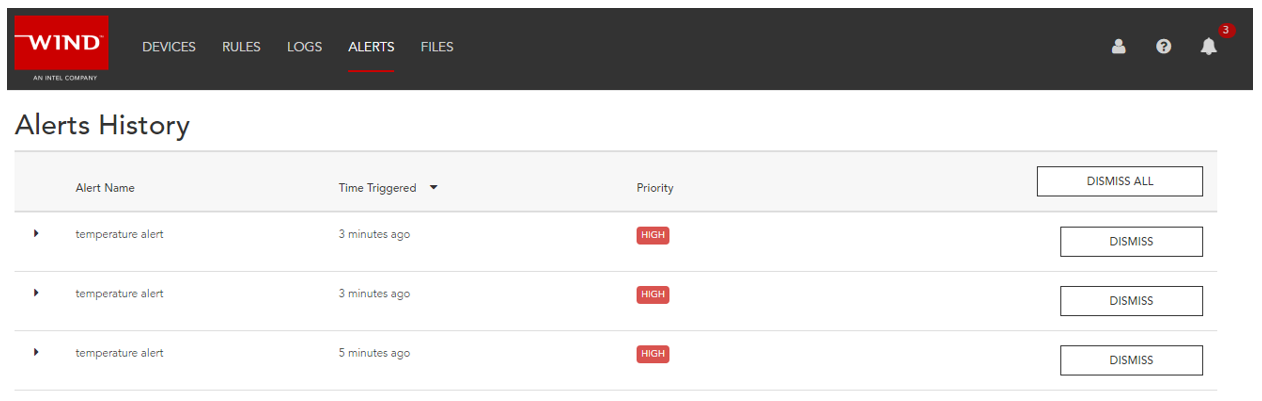 WIND
AN INTEL COMPANY
DEVICES RULES LOGS ALERTS FILES
3
Alerts History
Alert Name Time Triggered Priority DISMISS ALL
temperature alert 3 minutes ago HIGH DISMISS
temperature alert 3 minutes ago HIGH DISMISS
temperature alert 5 minutes ago HIGH DISMISS